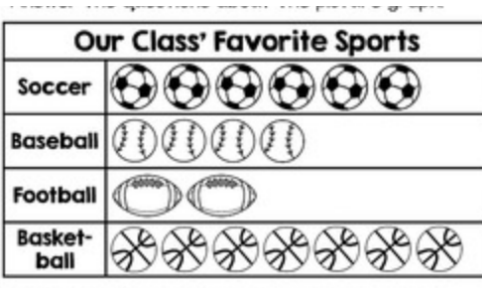 Our Class' Favorite Sports
Soccer
Baseball
Football
Basket-
ball